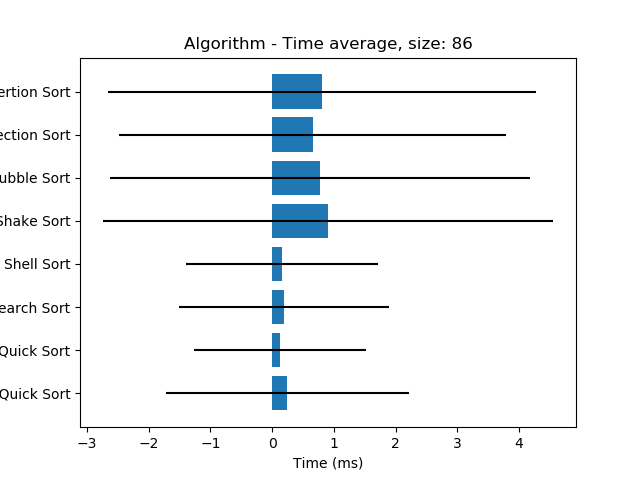 Algorithm - Time average, size: 86
ertion Sort
ection Sort
ubble Sort
Shake Sort
Shell Sort
earch Sort
Quick Sort
Quick Sort
−3 −2 −1 0 1 2 3 4
Time (ms)